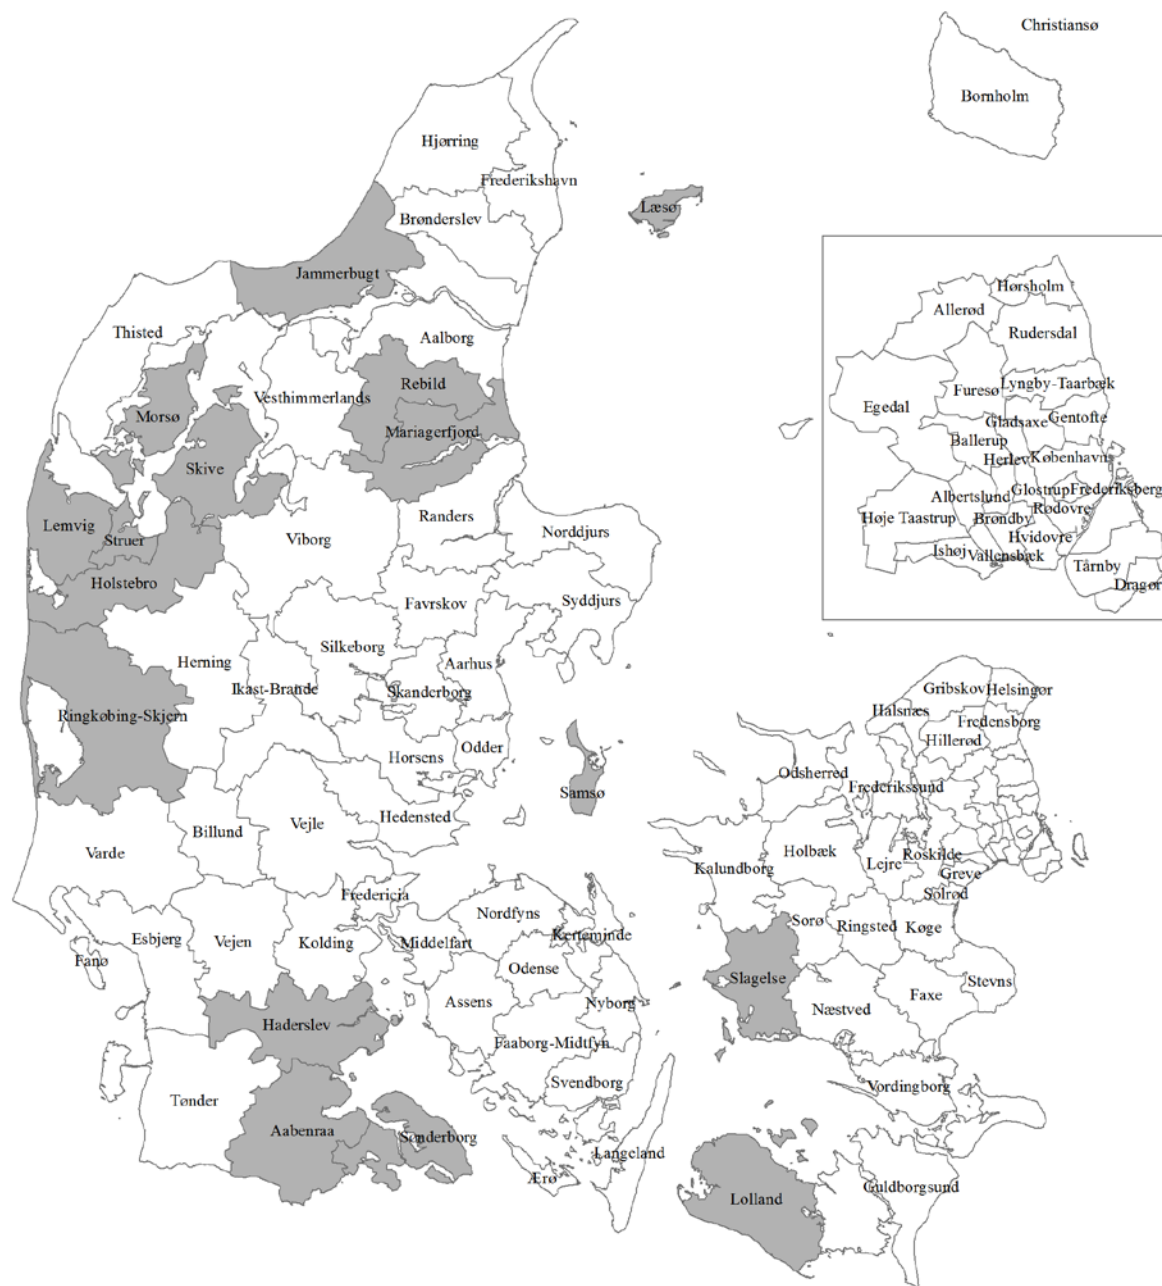 Christiansø
Bornholm
Hjørring
Frederikshavn
Læsø
Brønderslev
Jammerbugt
Thisted
Aalborg
Rebild
Vesthimmerlands
Morsø
Mariagerfjord
Skive
Lemvig
Struer
Randers
Norddjurs
Viborg
Holstebro
Favrskov
Syddjurs
Silkeborg
Aarhus
Herning
Ikast-Brande
Skanderborg
Ringkøbing-Skjern
Odder
Horsens
Samsø
Hedensted
Billund
Vejle
Varde
Fredericia
Esbjerg
Vejen
Kolding
Fanø
Middelfart
Nordfyns
Kerteminde
Odense
Assens
Nyborg
Haderslev
Faaborg-Midtfyn
Svendborg
Tønder
Aabenraa
Sønderborg
Langeland
Ærø
Hørsholm
Allerød
Rudersdal
Lyngby-Taarbæk
Furesø
Egedal
Gladsaxe
Gentofte
Ballerup
Herlev
København
Albertslund
Glostrup
Frederiksberg
Rødovre
Høje Taastrup
Brøndby
Hvidovre
Ishøj
Vallensbæk
Tårnby
Dragør
Gribskov
Helsingør
Halsnæs
Fredensborg
Hillerød
Odsherred
Frederikssund
Holbæk
Lejre
Roskilde
Kalundborg
Greve
Solrød
Sorø
Ringsted
Køge
Slagelse
Stevns
Næstved
Faxe
Vordingborg
Guldborgsund
Lolland